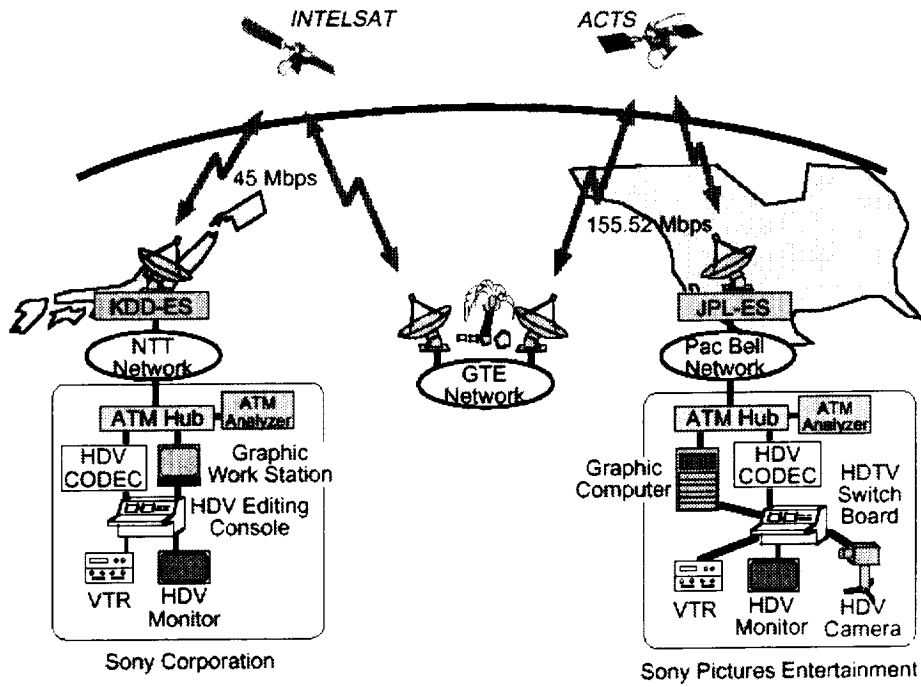 INTELSAT
ACTS
45 Mbps
155.52 Mbps
KDD-ES
JPL-ES
NTT
Network
GTE
Network
Pac Bell
Network
ATM Hub
ATM
Analyzer
HDV
CODEC
Graphic
Work Station
HDV Editing
Console
VTR
HDV
Monitor
Sony Corporation
ATM Hub
ATM
Analyzer
Graphic
Computer
HDV
CODEC
HDTV
Switch
Board
VTR
HDV
Monitor
HDV
Camera
Sony Pictures Entertainment